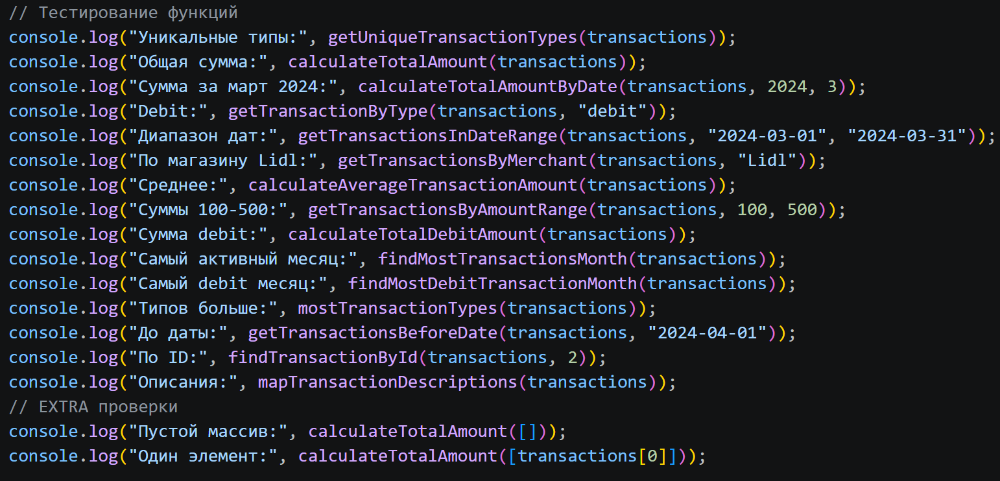 // Тестирование функций
console.log("Уникальные типы:", getUniqueTransactionTypes(transactions));
console.log("Общая сумма:", calculateTotalAmount(transactions));
console.log("Сумма за март 2024:", calculateTotalAmountByDate(transactions, 2024, 3));
console.log("Debit:", getTransactionByType(transactions, "debit"));
console.log("Диапазон дат:", getTransactionsInDateRange(transactions, "2024-03-01", "2024-03-31"));
console.log("По магазину Lidl:", getTransactionsByMerchant(transactions, "Lidl"));
console.log("Среднее:", calculateAverageTransactionAmount(transactions));
console.log("Суммы 100-500:", getTransactionsByAmountRange(transactions, 100, 500));
console.log("Сумма debit:", calculateTotalDebitAmount(transactions));
console.log("Самый активный месяц:", findMostTransactionsMonth(transactions));
console.log("Самый debit месяц:", findMostDebitTransactionMonth(transactions));
console.log("Типов больше:", mostTransactionTypes(transactions));
console.log("До даты:", getTransactionsBeforeDate(transactions, "2024-04-01"));
console.log("По ID:", findTransactionById(transactions, 2));
console.log("Описания:", mapTransactionDescriptions(transactions));
// EXTRA проверки
console.log("Пустой массив:", calculateTotalAmount([]));
console.log("Один элемент:", calculateTotalAmount([transactions[0]]));